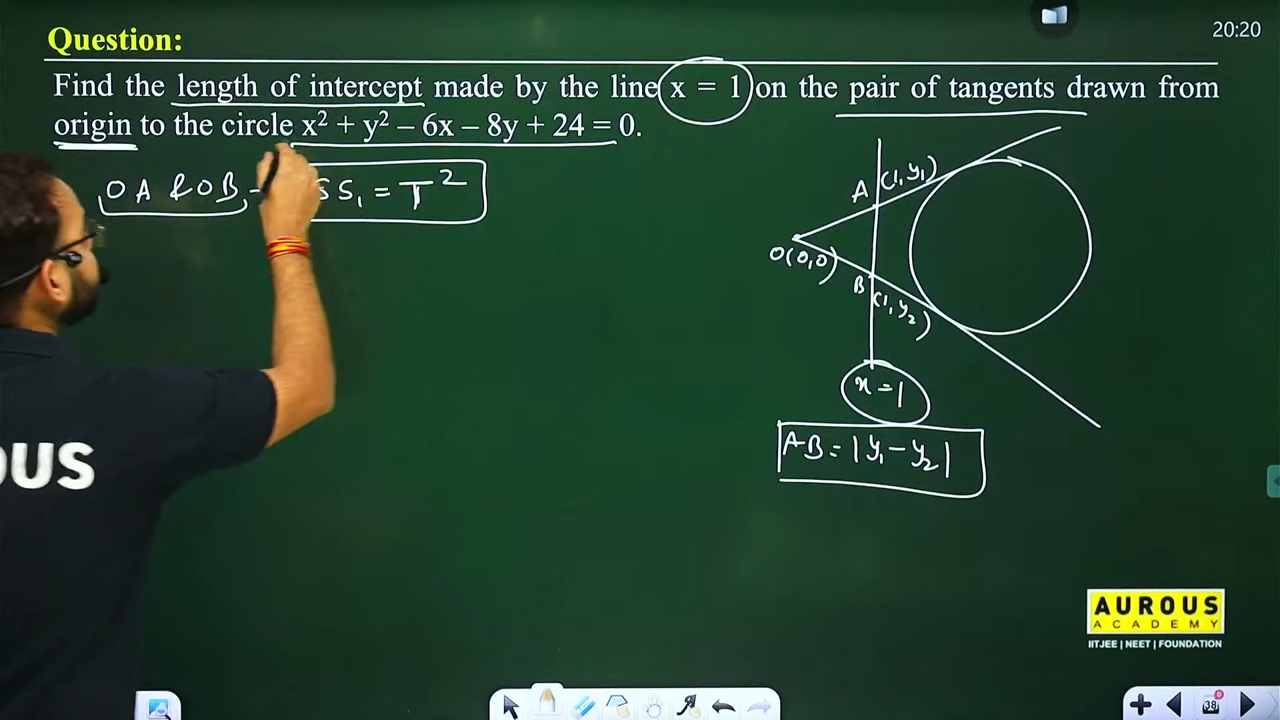 20:20
Question:
Find the length of intercept made by the line x = 1 on the pair of tangents drawn from
origin to the circle x² + y² – 6x – 8y + 24 = 0.
OA & OB - SS₁ = T²
A (1, y₁)
O(0,0)
B (1, y₂)
x = 1
AB = |y₁ - y₂|
OUS
AUROUS
ACADEMY
IITJEE | NEET | FOUNDATION
38